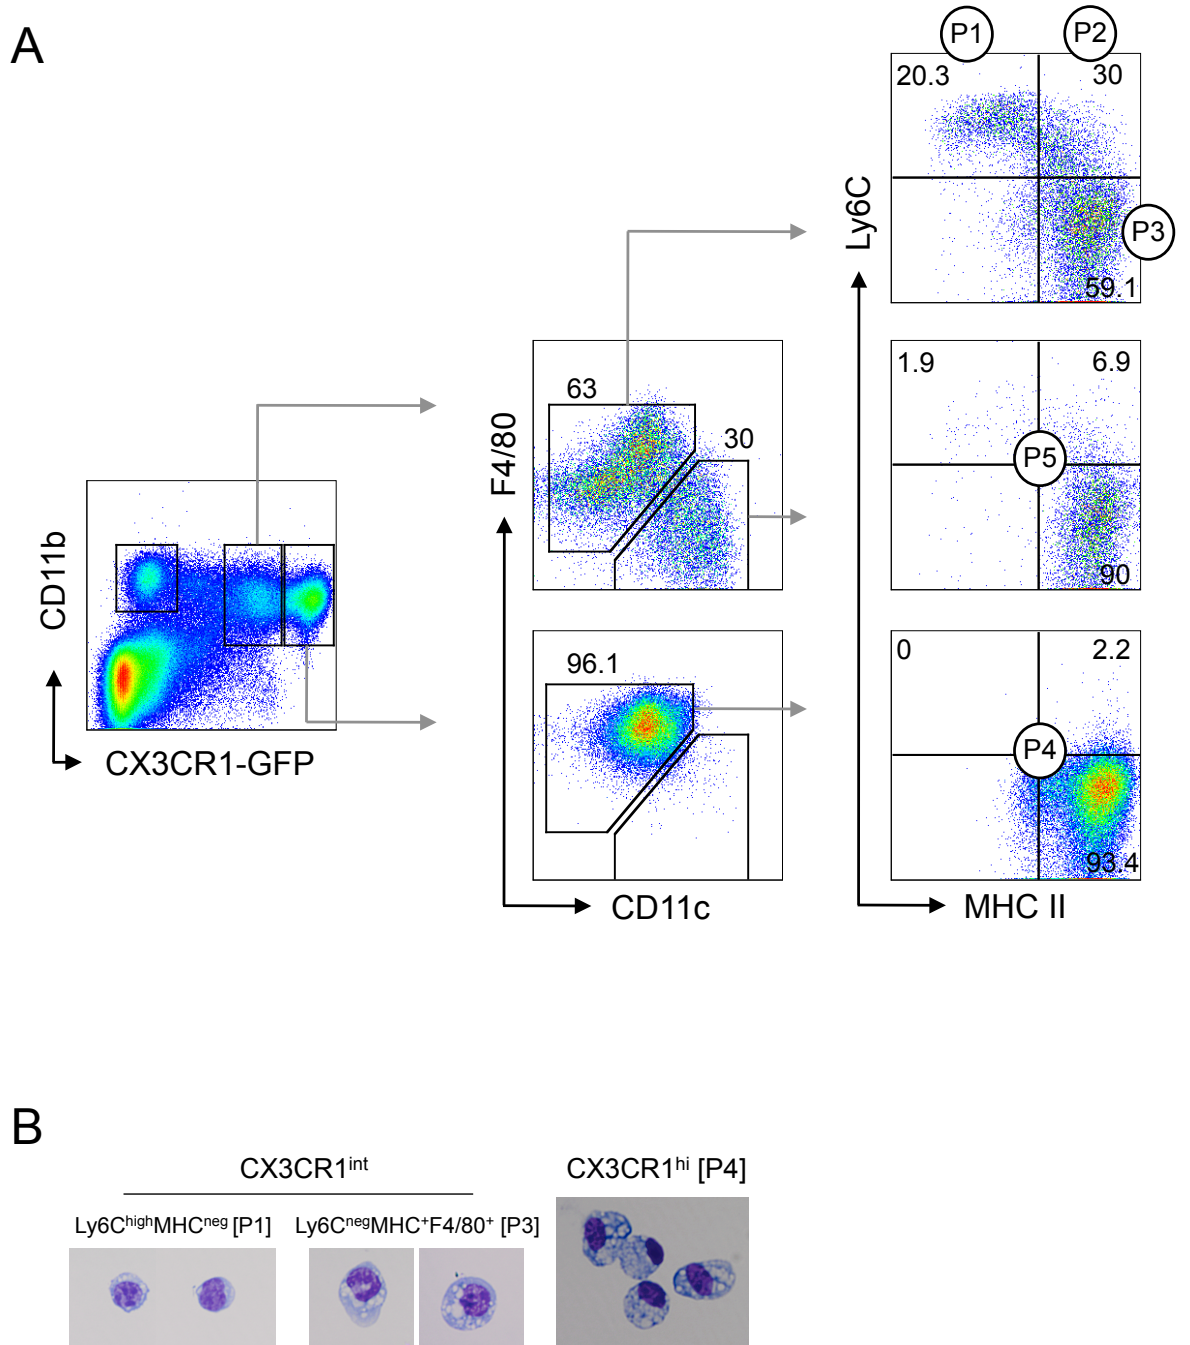 A
P1
P2
20.3
30
Ly6C
P3
59.1
63
30
F4/80
1.9
6.9
P5
90
CD11b
CX3CR1-GFP
96.1
CD11c
0
2.2
P4
93.4
MHC II
B
CX3CR1int
CX3CR1hi [P4]
Ly6ChighMHCneg [P1]
Ly6CnegMHC+F4/80+ [P3]